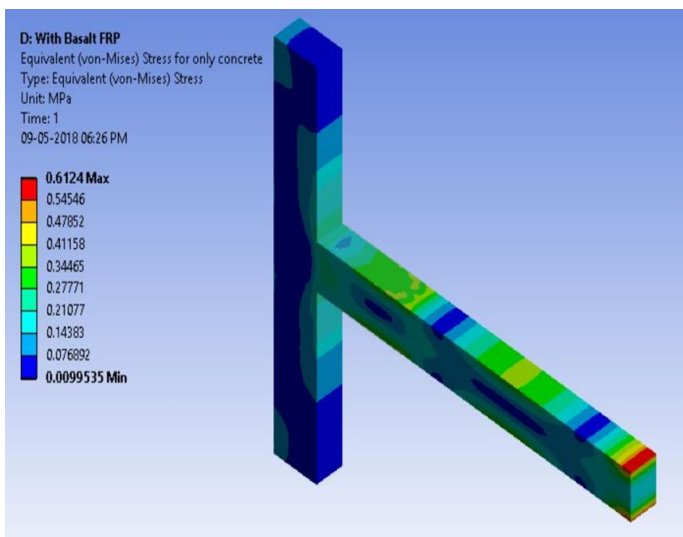 D: With Basalt FRP
Equivalent (von-Mises) Stress for only concrete
Type: Equivalent (von-Mises) Stress
Unit: MPa
Time: 1
09-05-2018 06:26 PM
0.6124 Max
0.54546
0.47852
0.41158
0.34465
0.27771
0.21077
0.14383
0.076892
0.0099535 Min